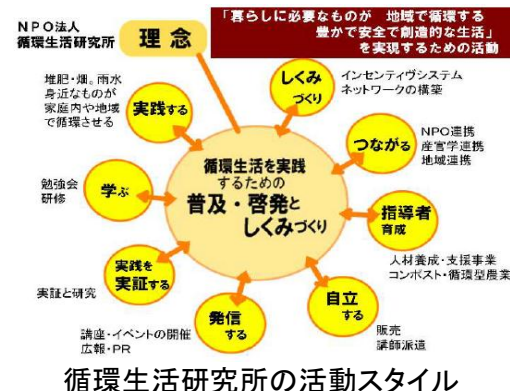 NPO法人
循環生活研究所
理念
「暮らしに必要なものが　地域で循環する
豊かで安全で創造的な生活」
を実現するための活動
しくみ
づくり
インセンティヴシステム
ネットワークの構築
つながる
NPO連携
産官学連携
地域連携
指導者
育成
人材養成・支援事業
コンポスト・循環型農業
自立
する
販売
講師派遣
発信
する
講座・イベントの開催
広報・PR
実践を
実証する
実証と研究
学ぶ
勉強会
研修
実践する
堆肥・畑。雨水
身近なものが
家庭内や地域
で循環させる
循環生活を実践
するための
普及・啓発と
しくみづくり
循環生活研究所の活動スタイル